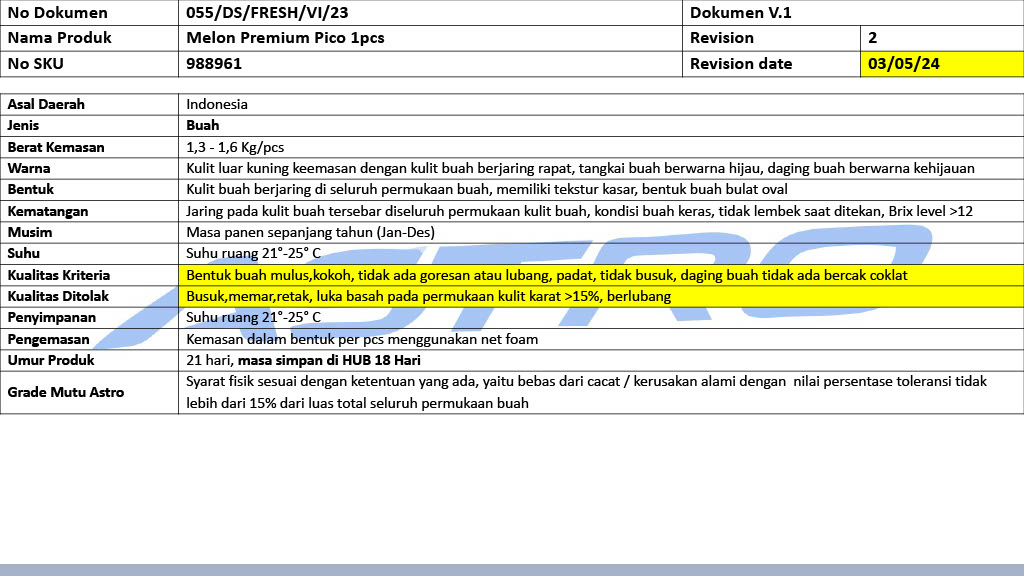 No Dokumen 055/DS/FRESH/VI/23 Dokumen V.1
Nama Produk Melon Premium Pico 1pcs Revision 2
No SKU 988961 Revision date 03/05/24
Asal Daerah Indonesia
Jenis Buah
Berat Kemasan 1,3 - 1,6 Kg/pcs
Warna Kulit luar kuning keemasan dengan kulit buah berjaring rapat, tangkai buah berwarna hijau, daging buah berwarna kehijauan
Bentuk Kulit buah berjaring di seluruh permukaan buah, memiliki tekstur kasar, bentuk buah bulat oval
Kematangan Jaring pada kulit buah tersebar diseluruh permukaan kulit buah, kondisi buah keras, tidak lembek saat ditekan, Brix level >12
Musim Masa panen sepanjang tahun (Jan-Des)
Suhu Suhu ruang 21°-25° C
Kualitas Kriteria Bentuk buah mulus,kokoh, tidak ada goresan atau lubang, padat, tidak busuk, daging buah tidak ada bercak coklat
Kualitas Ditolak Busuk,memar,retak, luka basah pada permukaan kulit karat >15%, berlubang
Penyimpanan Suhu ruang 21°-25° C
Pengemasan Kemasan dalam bentuk per pcs menggunakan net foam
Umur Produk 21 hari, masa simpan di HUB 18 Hari
Grade Mutu Astro Syarat fisik sesuai dengan ketentuan yang ada, yaitu bebas dari cacat / kerusakan alami dengan  nilai persentase toleransi tidak
lebih dari 15% dari luas total seluruh permukaan buah
ASTRO